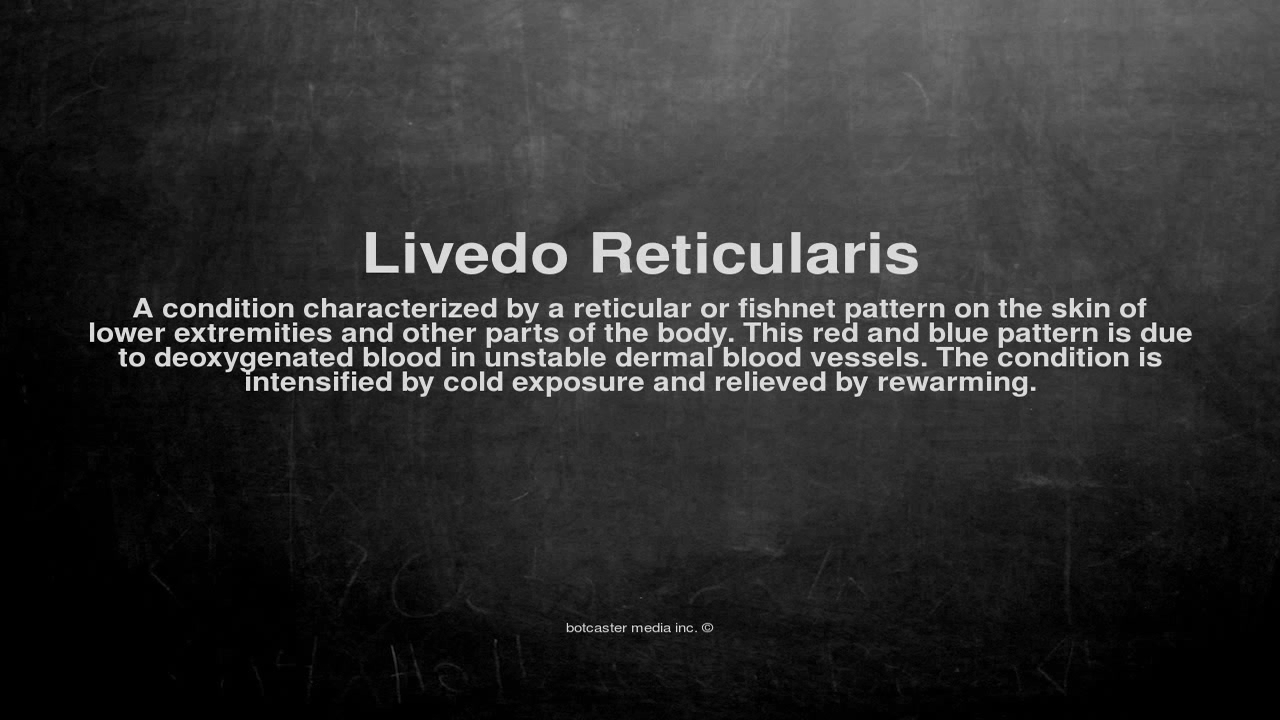 Livedo Reticularis
A condition characterized by a reticular or fishnet pattern on the skin of
lower extremities and other parts of the body. This red and blue pattern is due
to deoxygenated blood in unstable dermal blood vessels. The condition is
intensified by cold exposure and relieved by rewarming.
botcaster media inc. ©